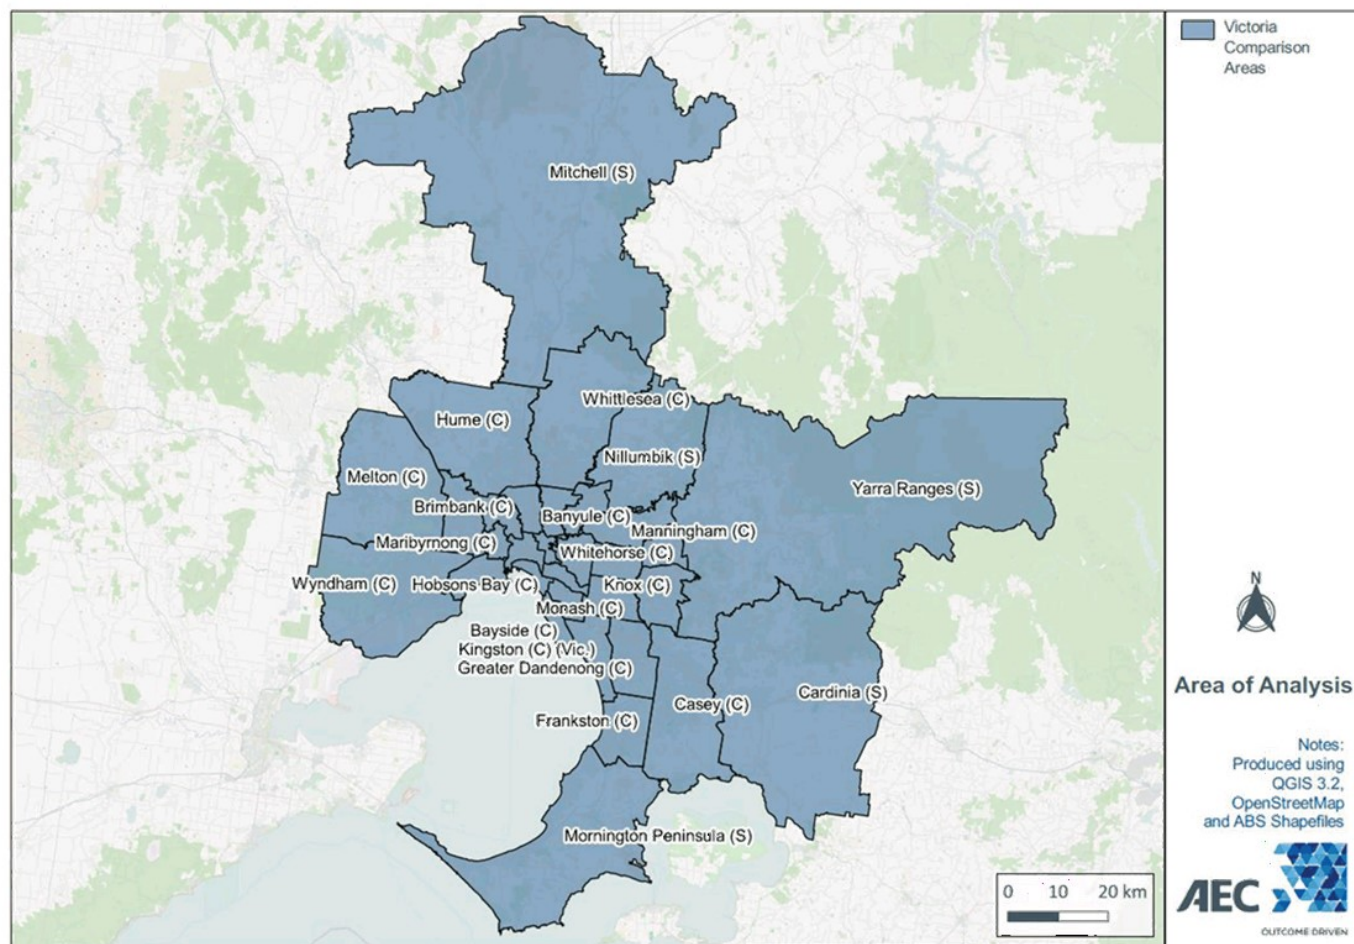 Victoria
Comparison
Areas
Mitchell (S)
Whittlesea (C)
Hume (C)
Nillumbik (S)
Melton (C)
Yarra Ranges (S)
Brimbank (C)
Banyule (C)
Manningham (C)
Maribyrnong (C)
Whitehorse (C)
Wyndham (C)
Hobsons Bay (C)
Knox (C)
Monash (C)
Bayside (C)
Kingston (C) (Vic.)
Greater Dandenong (C)
Cardinia (S)
Casey (C)
Frankston (C)
Mornington Peninsula (S)
N
Area of Analysis
Notes:
Produced using
QGIS 3.2,
OpenStreetMap
and ABS Shapefiles
0 10 20 km
AEC
OUTCOME DRIVEN